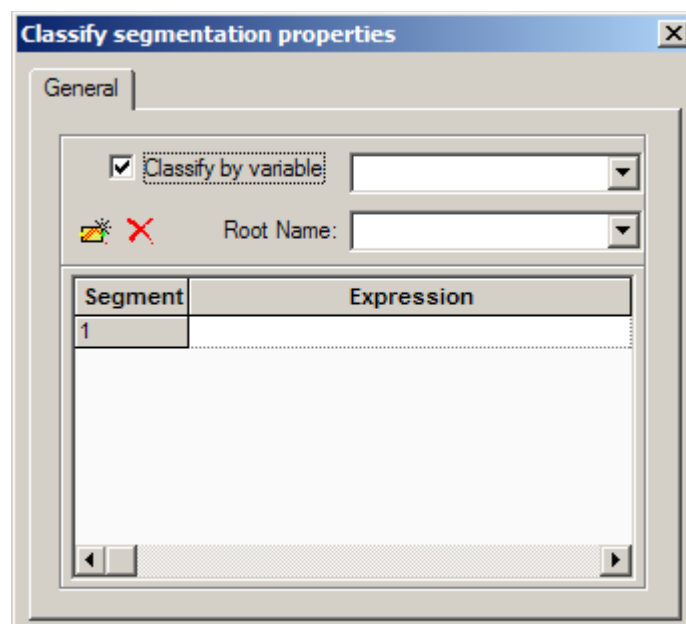 Classify segmentation properties
General
Classify by variable
Root Name:
Segment Expression
1